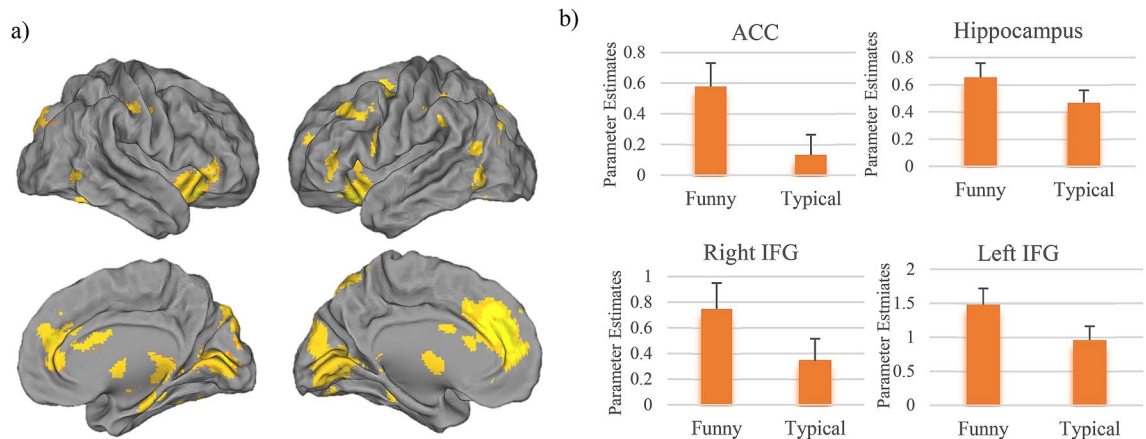 a)
b)
ACC
Parameter Estimates
0.8
0.6
0.4
0.2
0
Funny Typical
Hippocampus
Parameter Estimates
0.8
0.6
0.4
0.2
0
Funny Typical
Right IFG
Parameter Estimates
1
0.8
0.6
0.4
0.2
0
Funny Typical
Left IFG
Parameter Estmiates
2
1.5
1
0.5
0
Funny Typical